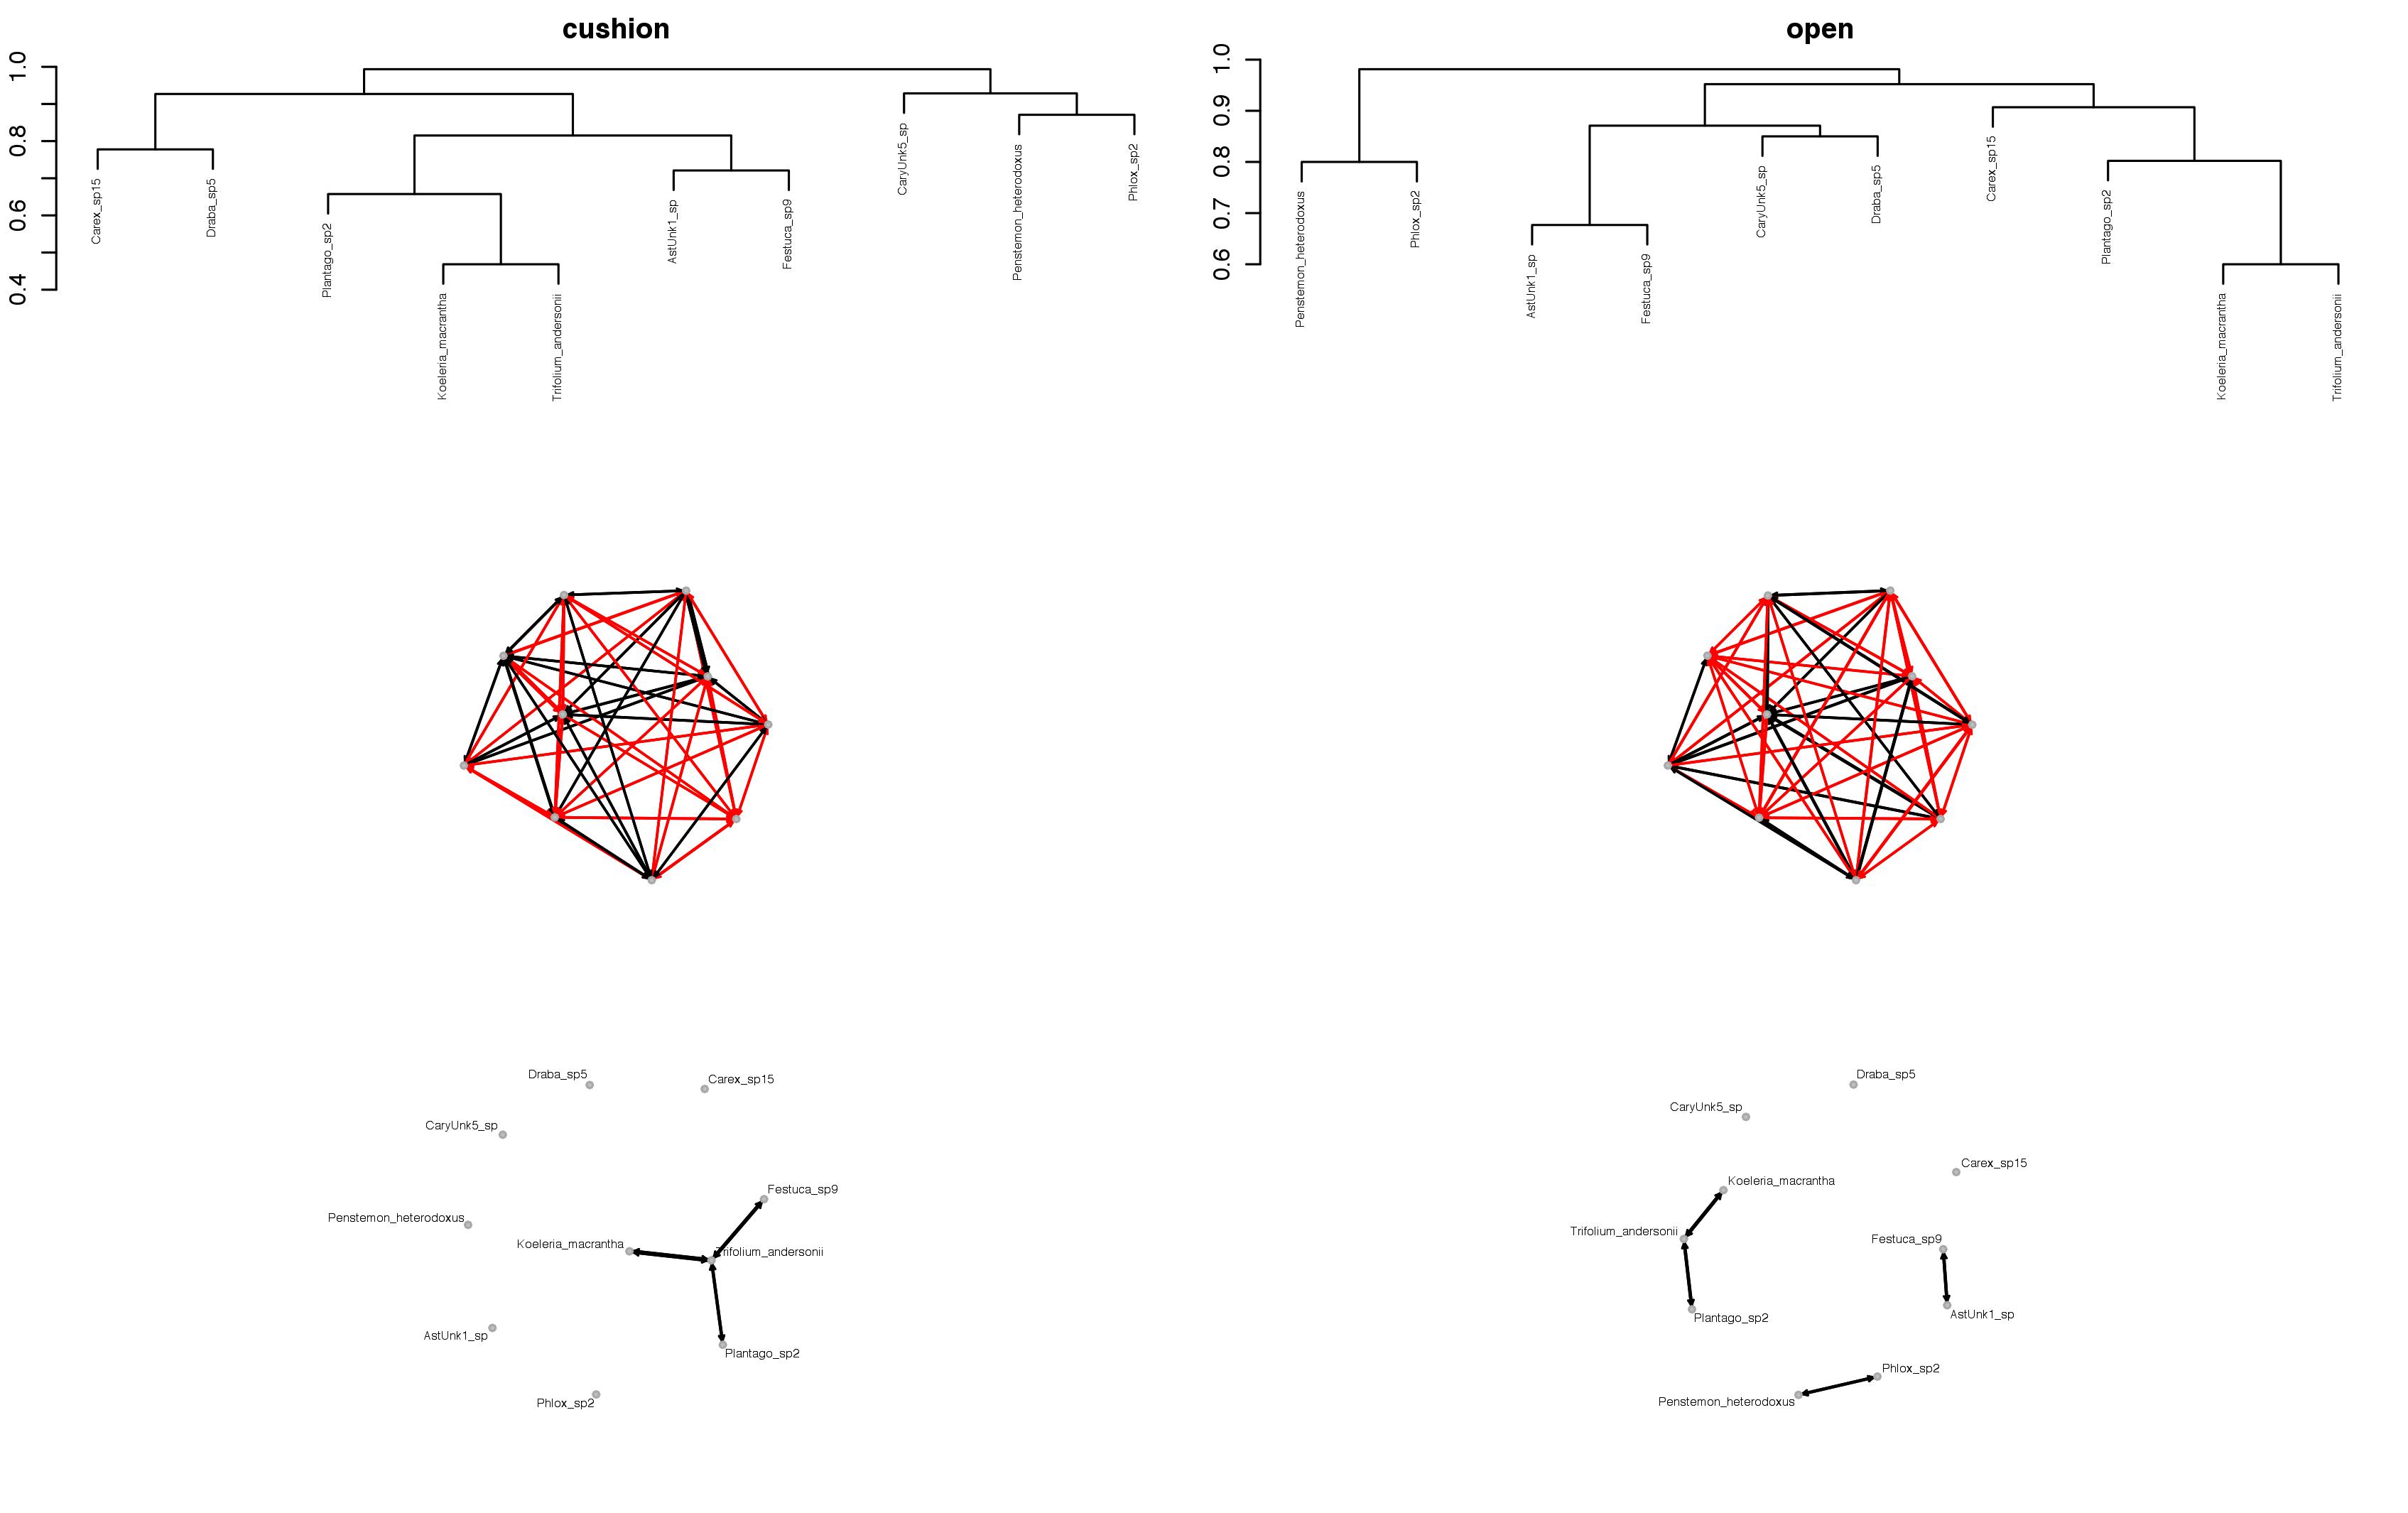 cushion
1.0
0.8
0.6
0.4
Carex_sp15
Draba_sp5
Plantago_sp2
Koeleria_macrantha
Trifolium_andersonii
AstUnk1_sp
Festuca_sp9
CaryUnk5_sp
Penstemon_heterodoxus
Phlox_sp2
open
1.0
0.9
0.8
0.7
0.6
Penstemon_heterodoxus
Phlox_sp2
AstUnk1_sp
Festuca_sp9
CaryUnk5_sp
Draba_sp5
Carex_sp15
Plantago_sp2
Koeleria_macrantha
Trifolium_andersonii
Draba_sp5
Carex_sp15
CaryUnk5_sp
Festuca_sp9
Penstemon_heterodoxus
Koeleria_macrantha
Trifolium_andersonii
AstUnk1_sp
Plantago_sp2
Phlox_sp2
Draba_sp5
CaryUnk5_sp
Carex_sp15
Koeleria_macrantha
Trifolium_andersonii
Festuca_sp9
Plantago_sp2
AstUnk1_sp
Phlox_sp2
Penstemon_heterodoxus